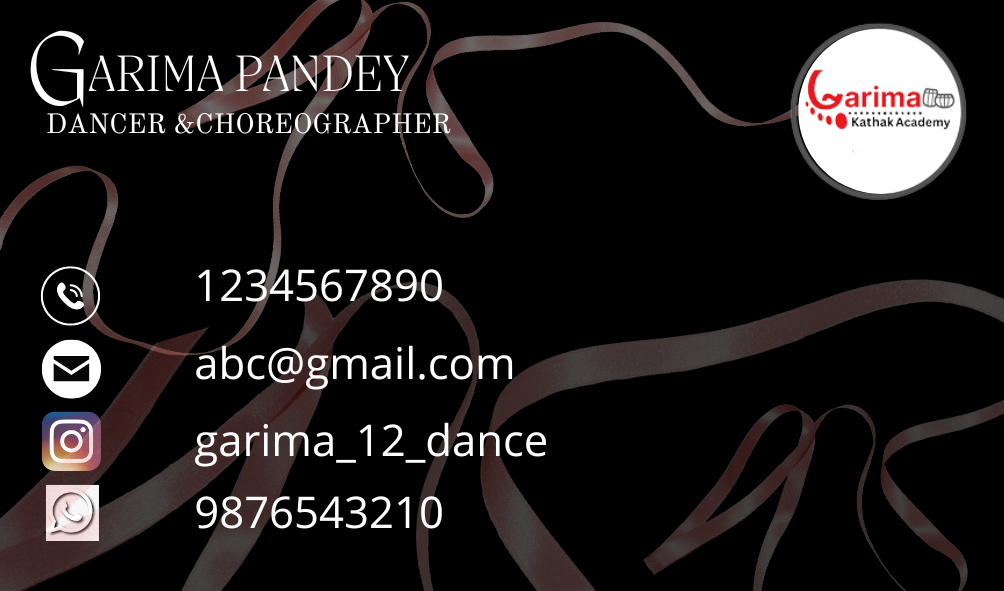 GARIMA PANDEY
DANCER &CHOREOGRAPHER
Garima
Kathak Academy
1234567890
abc@gmail.com
garima_12_dance
9876543210